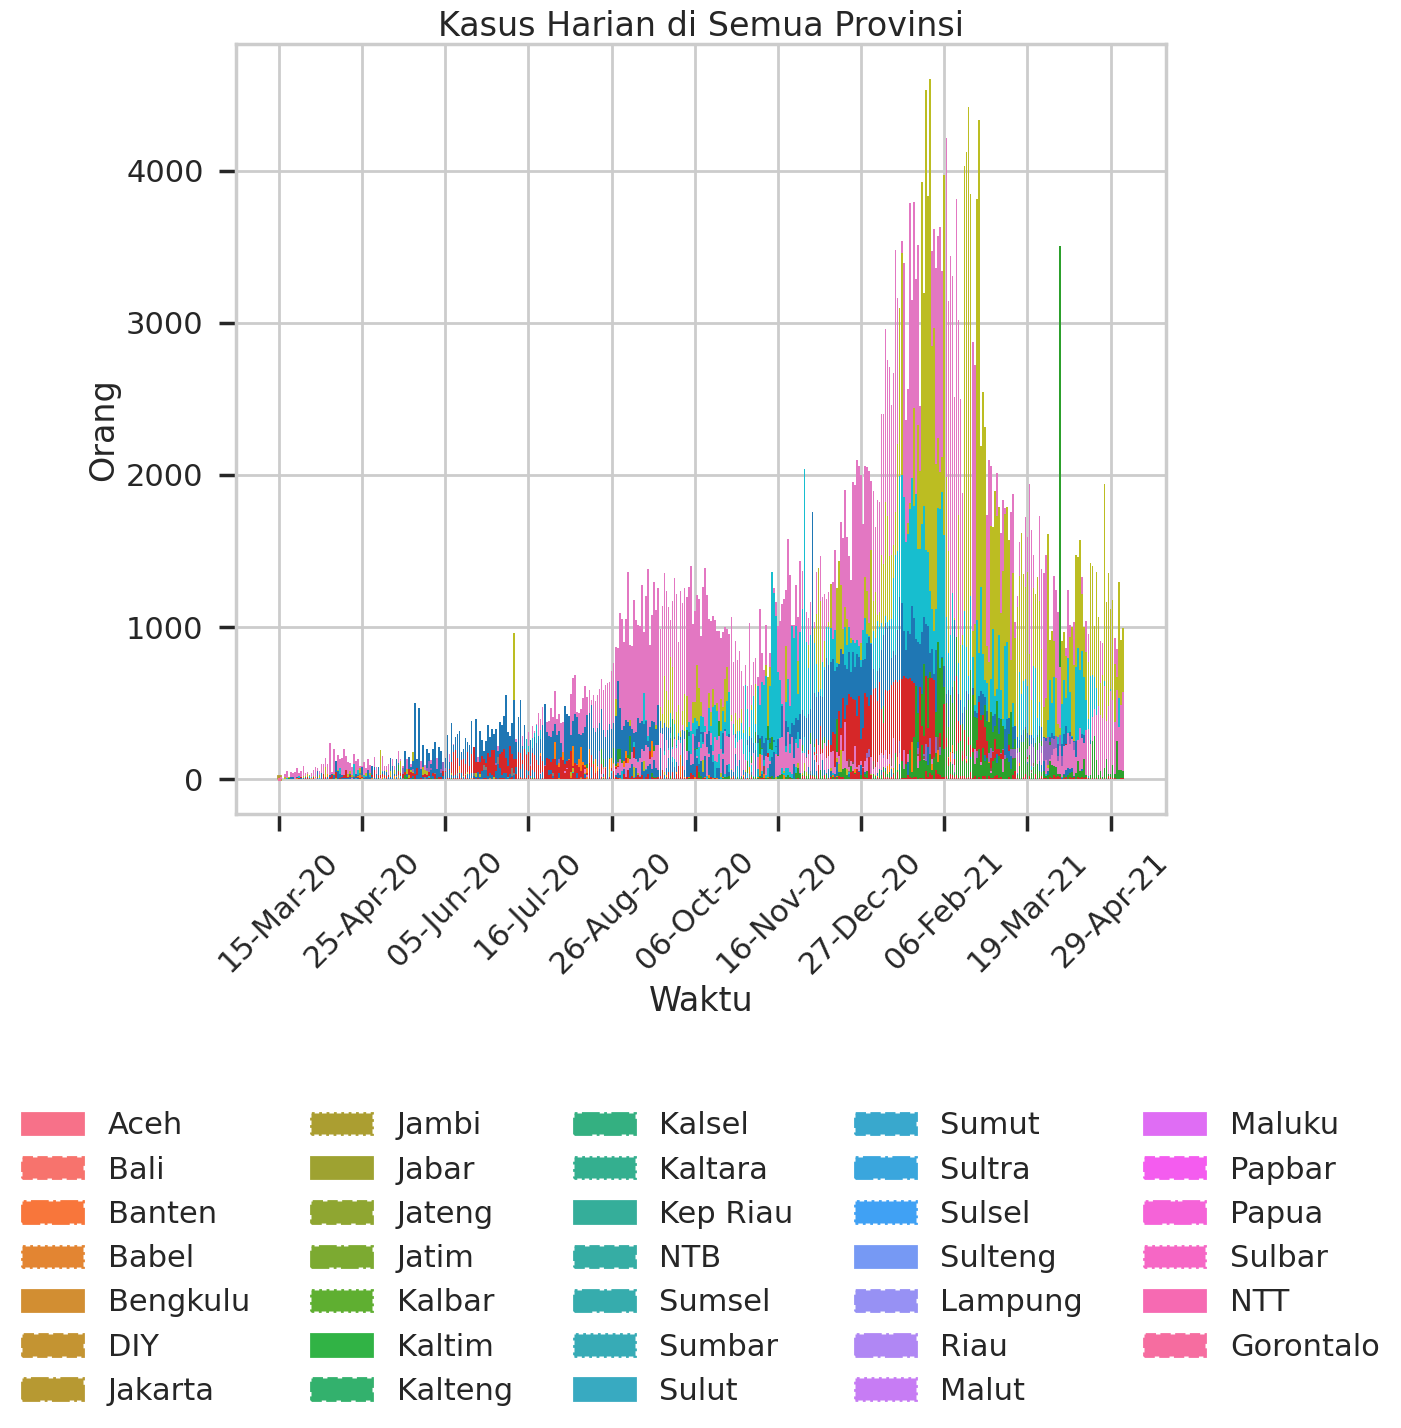 Kasus Harian di Semua Provinsi
4000
3000
2000
1000
0
Orang
15-Mar-20
25-Apr-20
05-Jun-20
16-Jul-20
26-Aug-20
06-Oct-20
16-Nov-20
27-Dec-20
06-Feb-21
19-Mar-21
29-Apr-21
Waktu
Aceh
Bali
Banten
Babel
Bengkulu
DIY
Jakarta
Jambi
Jabar
Jateng
Jatim
Kalbar
Kaltim
Kalteng
Kalsel
Kaltara
Kep Riau
NTB
Sumsel
Sumbar
Sulut
Sumut
Sultra
Sulsel
Sulteng
Lampung
Riau
Malut
Maluku
Papbar
Papua
Sulbar
NTT
Gorontalo